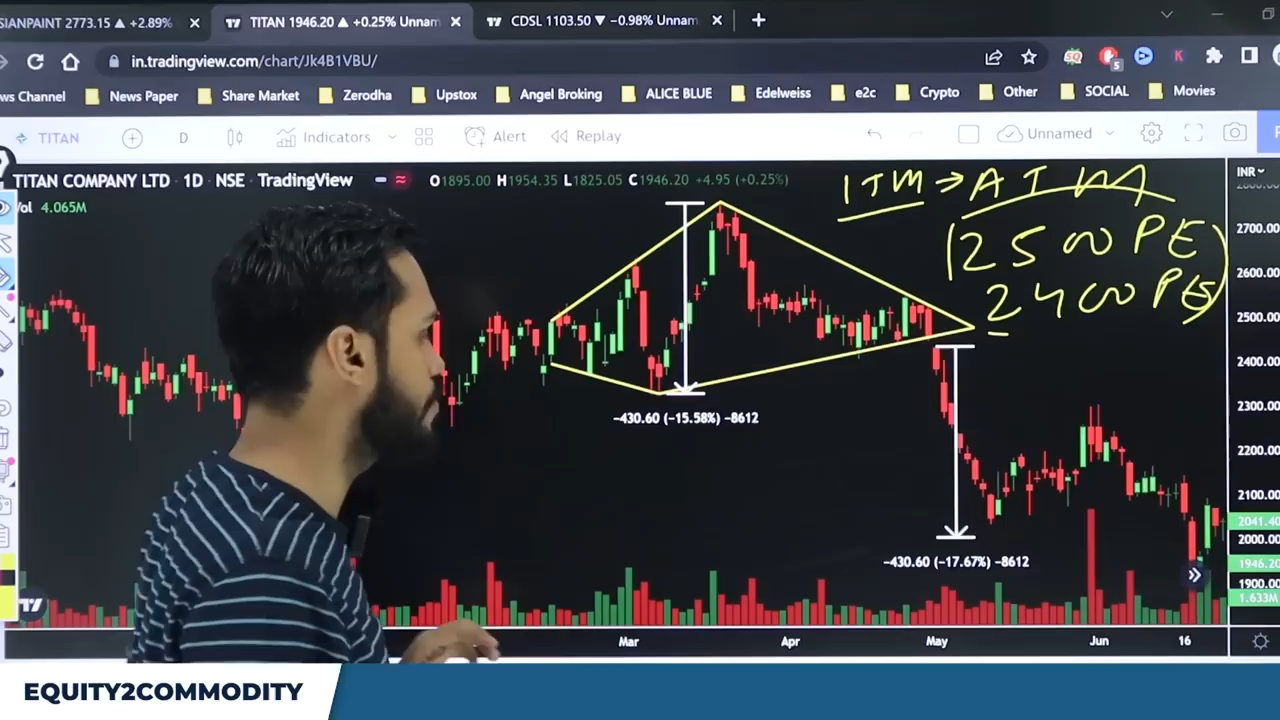 SIANPAINT 2773.15 ▲ +2.89%
TITAN 1946.20 ▲ +0.25% Unnam
CDSL 1103.50 ▼ −0.98% Unnam
in.tradingview.com/chart/Jk4B1VBU/
ws Channel
News Paper
Share Market
Zerodha
Upstox
Angel Broking
ALICE BLUE
Edelweiss
e2c
Crypto
Other
SOCIAL
Movies
TITAN
D
Indicators
Alert
Replay
Unnamed
TITAN COMPANY LTD · 1D · NSE · TradingView
O1895.00 H1954.35 L1825.05 C1946.20 +4.95 (+0.25%)
INR
Vol 4.065M
ITM → ATM
(2500 PE)
2400 PE
2800.00
2700.00
2600.00
2500.00
2400.00
2300.00
2200.00
2100.00
2041.40
2000.00
1946.20
1900.00
1.633M
−430.60 (−15.58%) −8612
−430.60 (−17.67%) −8612
Mar
Apr
May
Jun
16
EQUITY2COMMODITY